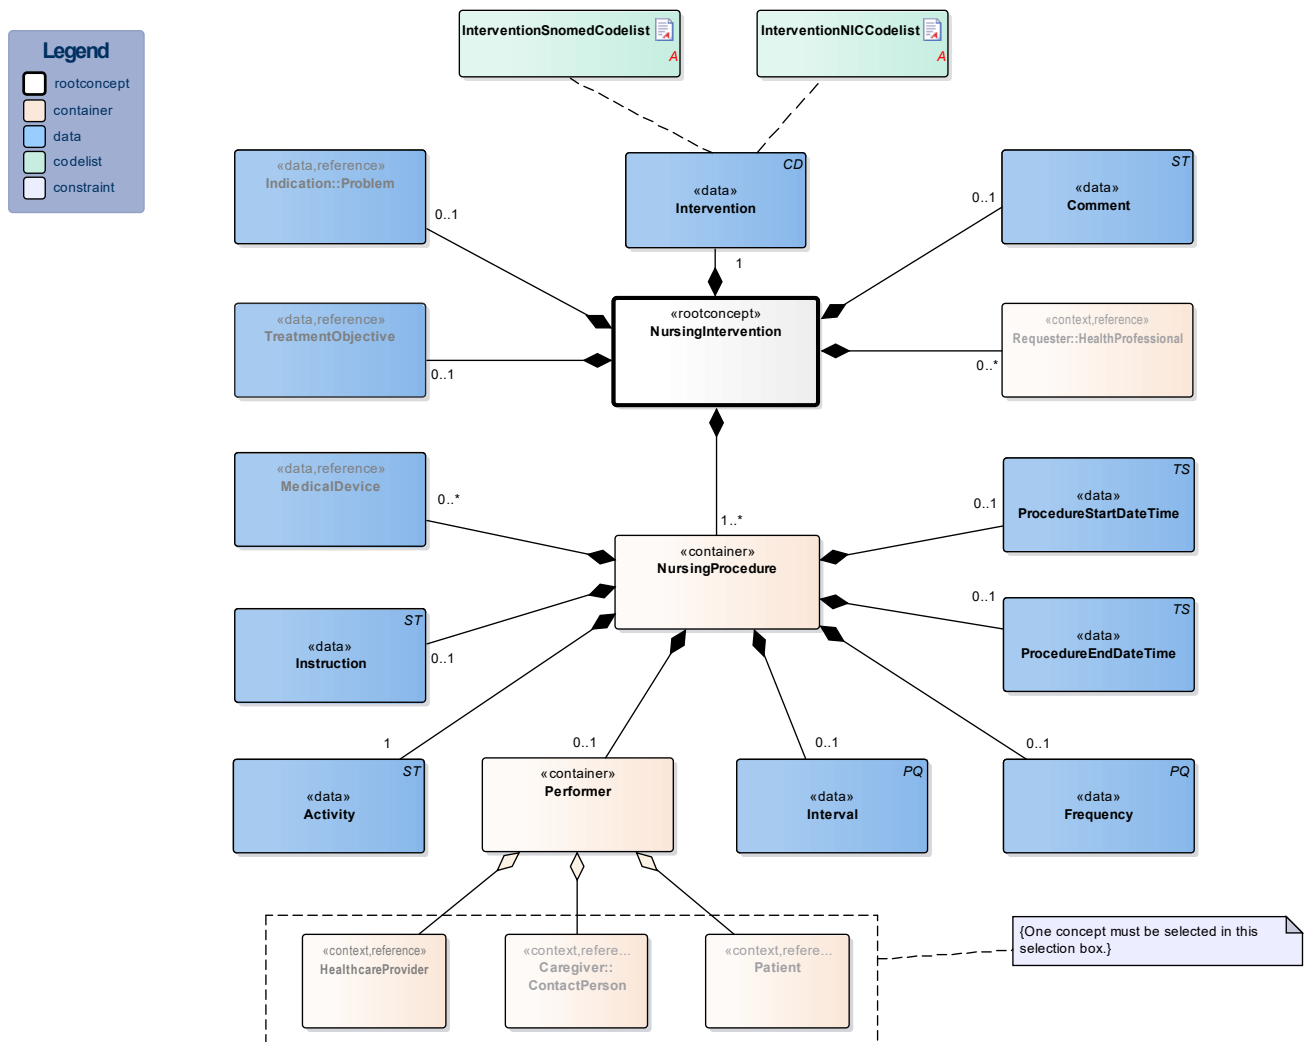 InterventionSnomedCodelist
A
InterventionNICCodelist
A
Legend
rootconcept
container
data
codelist
constraint
«data,reference»
Indication::Problem
0..1
CD
«data»
Intervention
1
ST
«data»
Comment
0..1
«rootconcept»
NursingIntervention
«data,reference»
TreatmentObjective
0..1
«context,reference»
Requester::HealthProfessional
0..*
«data,reference»
MedicalDevice
0..*
1..*
TS
«data»
ProcedureStartDateTime
0..1
«container»
NursingProcedure
ST
«data»
Instruction
0..1
TS
«data»
ProcedureEndDateTime
0..1
1
0..1
0..1
0..1
ST
«data»
Activity
«container»
Performer
PQ
«data»
Interval
PQ
«data»
Frequency
«context,reference»
HealthcareProvider
«context,refere...
Caregiver::
ContactPerson
«context,refere...
Patient
{One concept must be selected in this
selection box.}